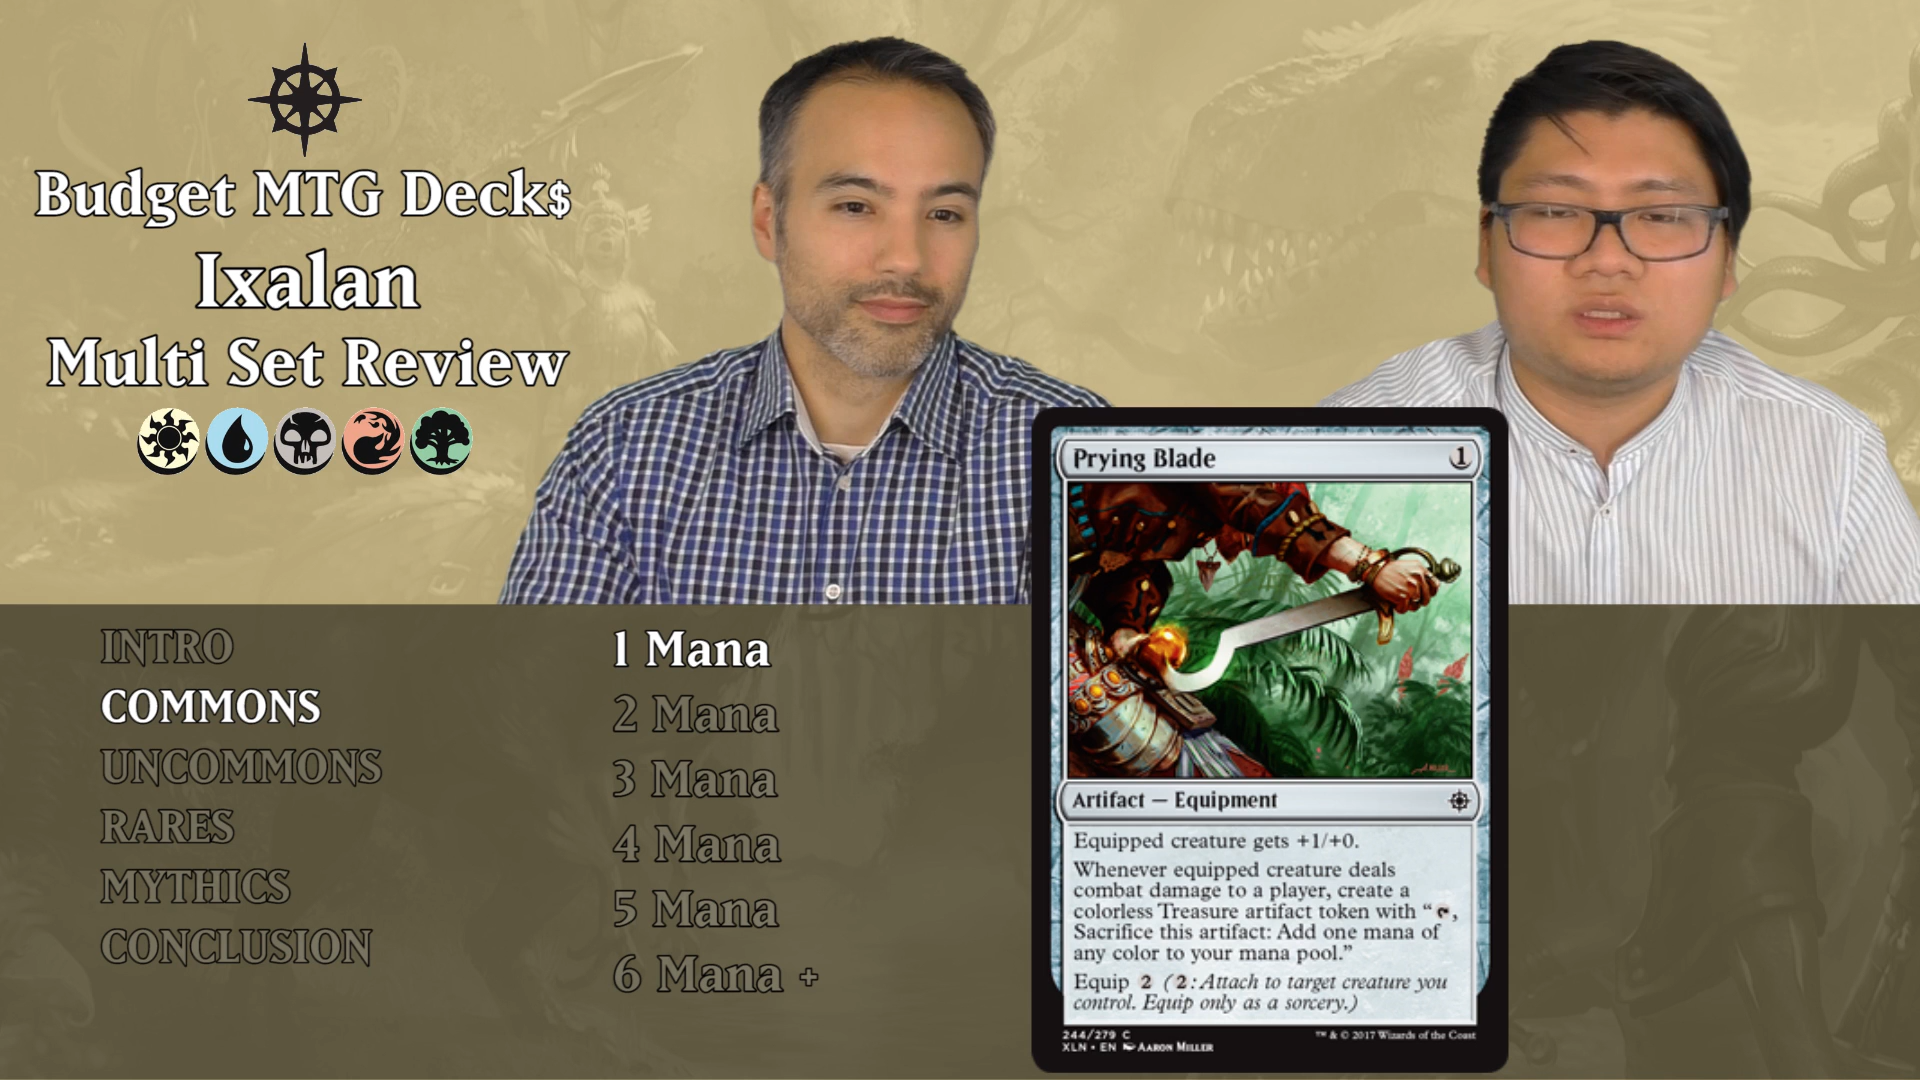 Budget MTG Deck$
Ixalan
Multi Set Review
INTRO
COMMONS
UNCOMMONS
RARES
MYTHICS
CONCLUSION
1 Mana
2 Mana
3 Mana
4 Mana
5 Mana
6 Mana +
Prying Blade 1
Artifact — Equipment
Equipped creature gets +1/+0.
Whenever equipped creature deals
combat damage to a player, create a
colorless Treasure artifact token with “ ,
Sacrifice this artifact: Add one mana of
any color to your mana pool.”
Equip 2 (2: Attach to target creature you
control. Equip only as a sorcery.)
244/279 C
XLN • EN AARON MILLER
™ & © 2017 Wizards of the Coast